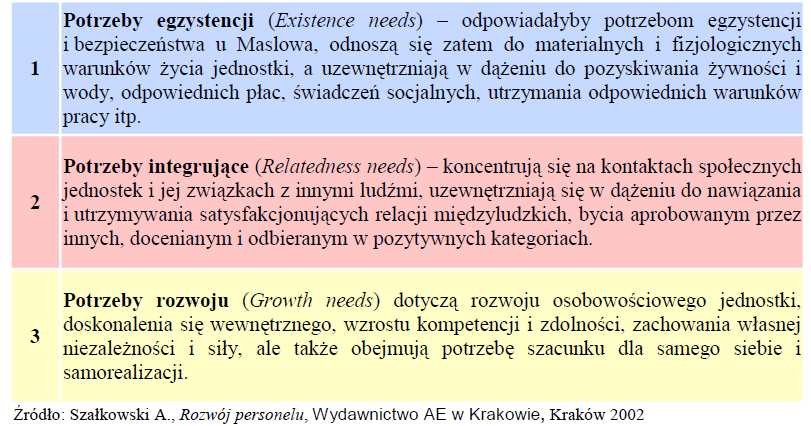 Potrzeby egzystencji (Existence needs) – odpowiadałyby potrzebom egzystencji
i bezpieczeństwa u Maslowa, odnoszą się zatem do materialnych i fizjologicznych
1 warunków życia jednostki, a uzewnętrzniają w dążeniu do pozyskiwania żywności i
wody, odpowiednich płac, świadczeń socjalnych, utrzymania odpowiednich warunków
pracy itp.
Potrzeby integrujące (Relatedness needs) – koncentrują się na kontaktach społecznych
2 jednostek i jej związkach z innymi ludźmi, uzewnętrzniają się w dążeniu do nawiązania
i utrzymywania satysfakcjonujących relacji międzyludzkich, bycia aprobowanym przez
innych, docenianym i odbieranym w pozytywnych kategoriach.
Potrzeby rozwoju (Growth needs) dotyczą rozwoju osobowościowego jednostki,
doskonalenia się wewnętrznego, wzrostu kompetencji i zdolności, zachowania własnej
3 niezależności i siły, ale także obejmują potrzebę szacunku dla samego siebie i
samorealizacji.
Źródło: Szałkowski A., Rozwój personelu, Wydawnictwo AE w Krakowie, Kraków 2002